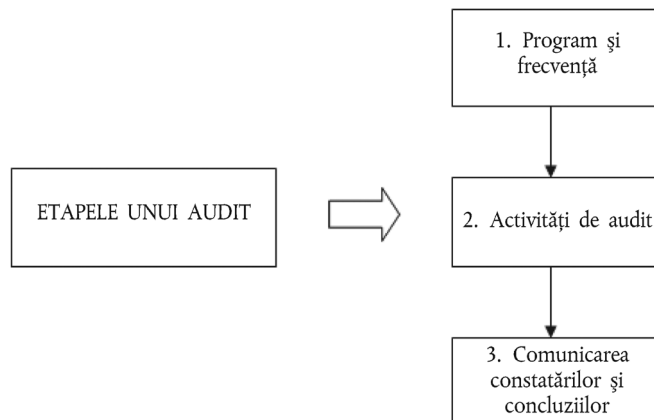 1. Program şi
frecvenţă
ETAPELE UNUI AUDIT
2. Activităţi de audit
3. Comunicarea
constatărilor şi
concluziilor